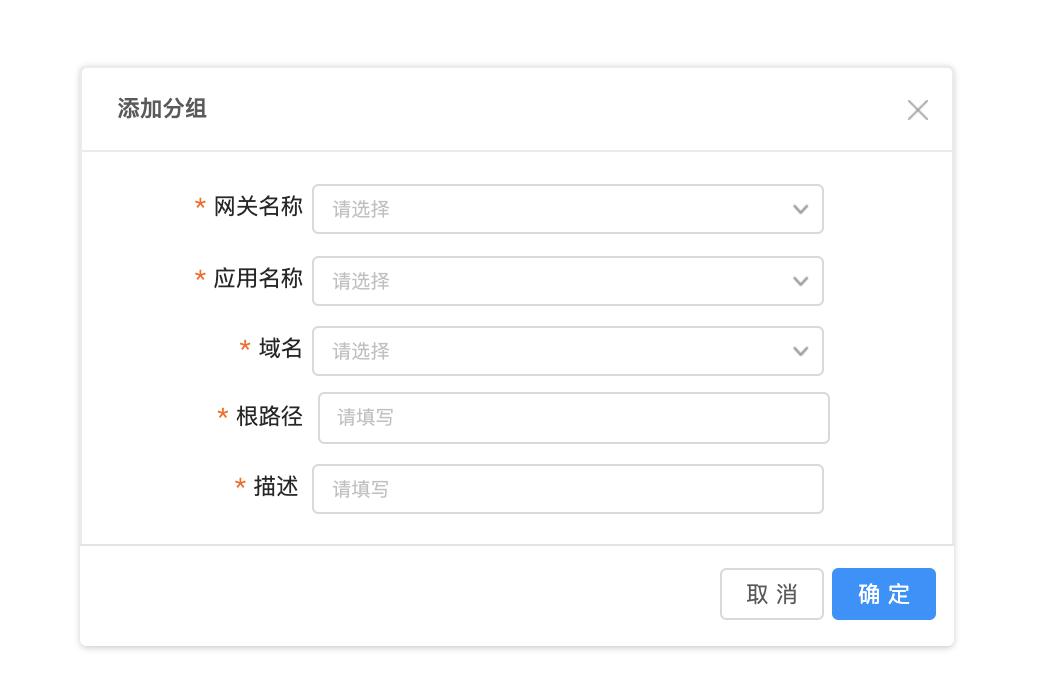 添加分组
* 网关名称 请选择
* 应用名称 请选择
* 域名 请选择
* 根路径 请填写
* 描述 请填写
取 消 确 定